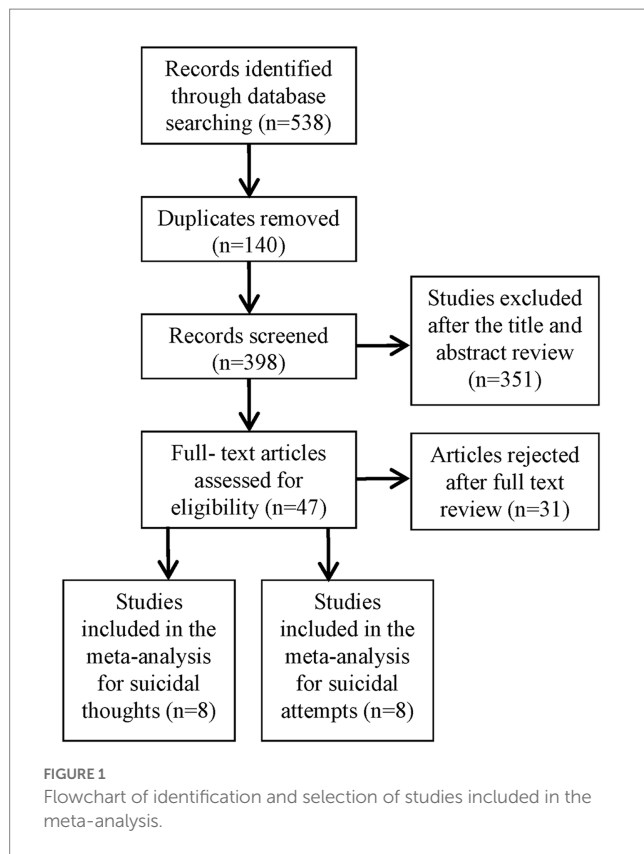 Records identified
through database
searching (n=538)
Duplicates removed
(n=140)
Records screened
(n=398)
Studies excluded
after the title and
abstract review
(n=351)
Full- text articles
assessed for
eligibility (n=47)
Articles rejected
after full text
review (n=31)
Studies
included in the
meta-analysis
for suicidal
thoughts (n=8)
Studies
included in the
meta-analysis
for suicidal
attempts (n=8)
FIGURE 1
Flowchart of identification and selection of studies included in the
meta-analysis.